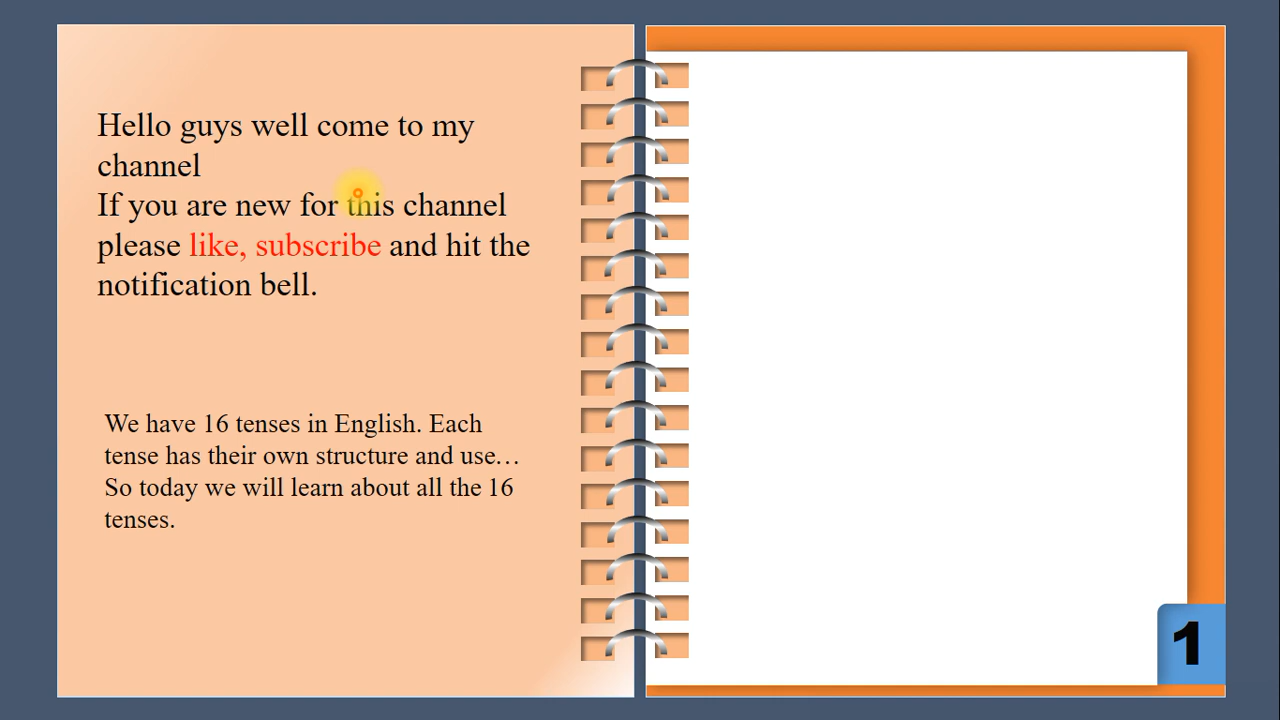 Hello guys well come to my
channel
If you are new for this channel
please like, subscribe and hit the
notification bell.
We have 16 tenses in English. Each
tense has their own structure and use…
So today we will learn about all the 16
tenses.
1